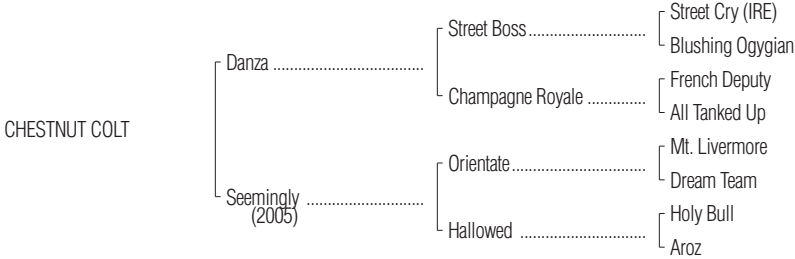 Street Cry (IRE)
Street Boss..............................
Blushing Ogygian
Danza ......................................
French Deputy
Champagne Royale ...............
All Tanked Up
CHESTNUT COLT
Mt. Livermore
Orientate..................................
Dream Team
Seemingly ..............................
(2005)
Holy Bull
Hallowed ................................
Aroz